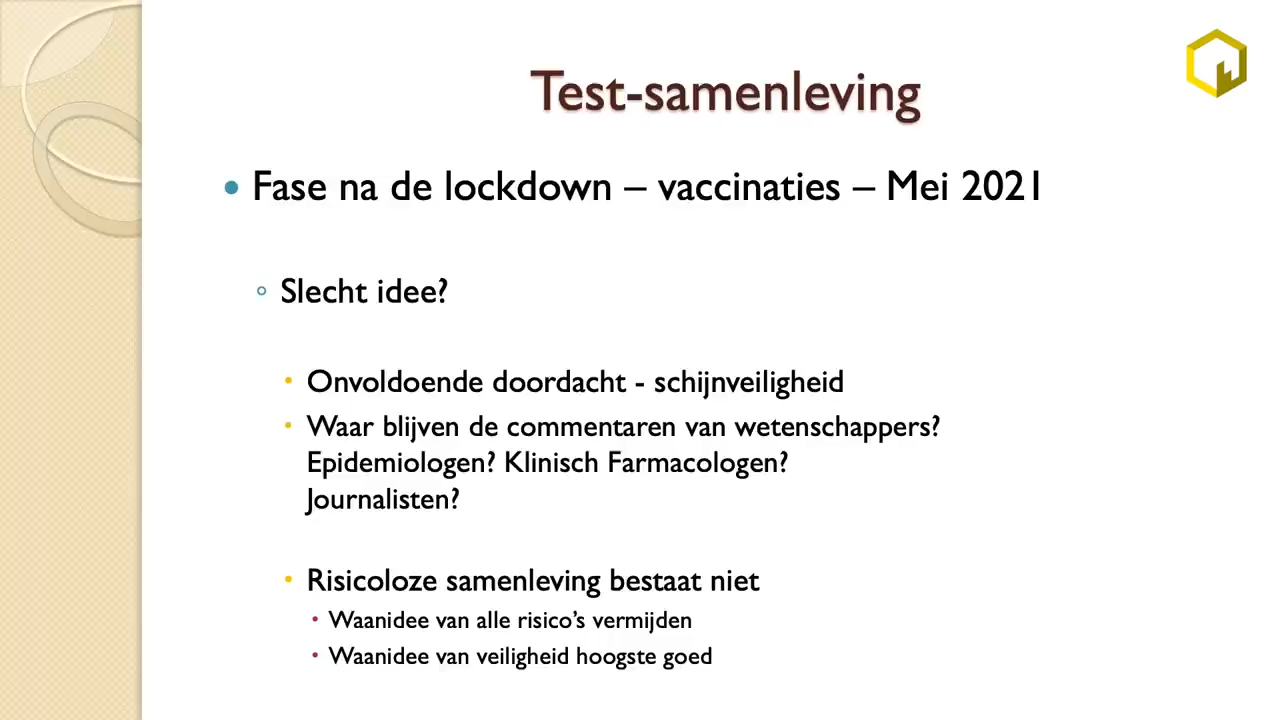 Test-samenleving
Fase na de lockdown – vaccinaties – Mei 2021
Slecht idee?
Onvoldoende doordacht - schijnveiligheid
Waar blijven de commentaren van wetenschappers?
Epidemiologen? Klinisch Farmacologen?
Journalisten?
Risicoloze samenleving bestaat niet
Waanidee van alle risico’s vermijden
Waanidee van veiligheid hoogste goed